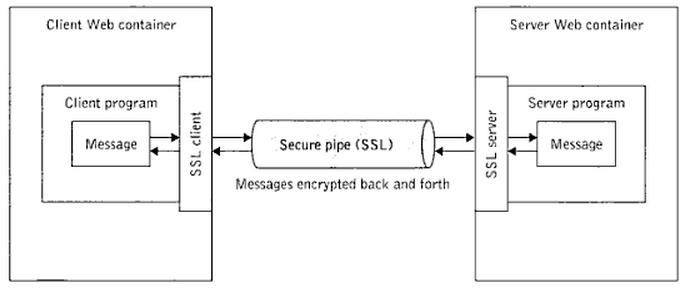 Client Web container
Server Web container
Client program
Message
SSL client
Secure pipe (SSL)
Messages encrypted back and forth
SSL server
Server program
Message